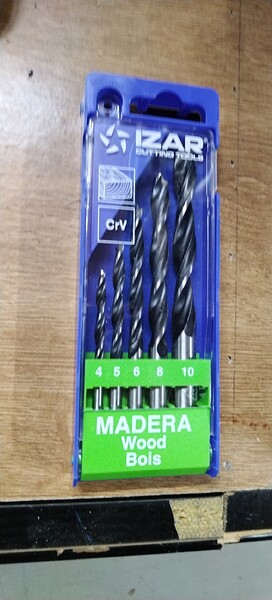 IZAR
CUTTING TOOLS
CrV
4 5 6 8 10
MADERA
Wood
Bois